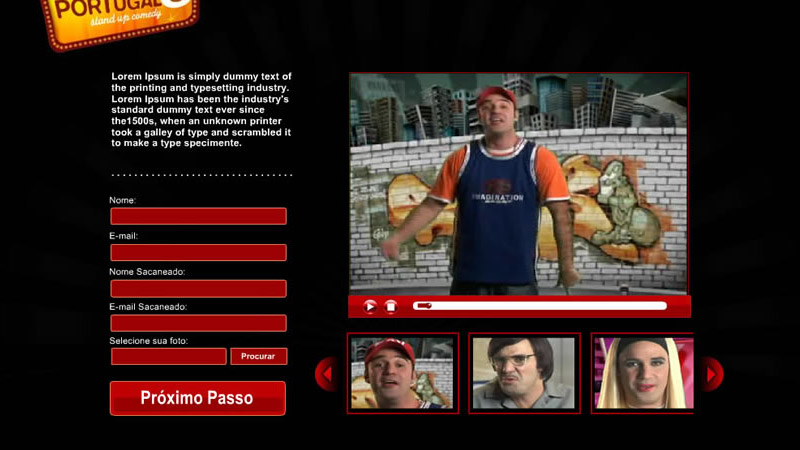 PORTUGAL
stand up comedy
Lorem Ipsum is simply dummy text of
the printing and typesetting industry.
Lorem Ipsum has been the industry's
standard dummy text ever since
the1500s, when an unknown printer
took a galley of type and scrambled it
to make a type specimente.
Nome:
E-mail:
Nome Sacaneado:
E-mail Sacaneado:
Selecione sua foto:
Procurar
Próximo Passo
IMAGINATION